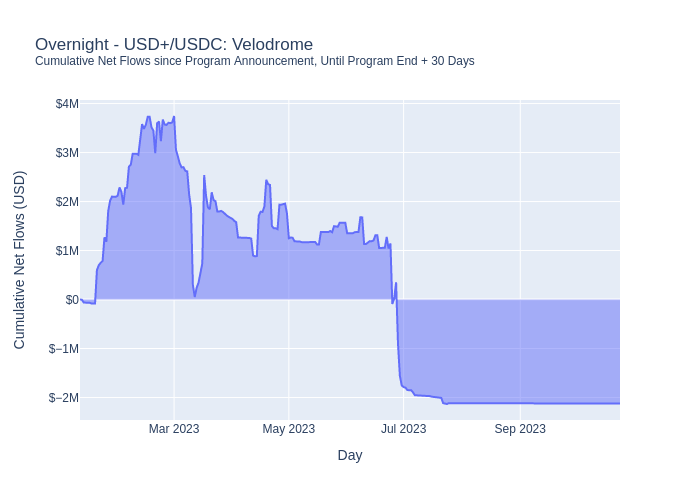 Overnight - USD+/USDC: Velodrome
Cumulative Net Flows since Program Announcement, Until Program End + 30 Days
Cumulative Net Flows (USD)
$4M
$3M
$2M
$1M
$0
$−1M
$−2M
Mar 2023 May 2023 Jul 2023 Sep 2023
Day